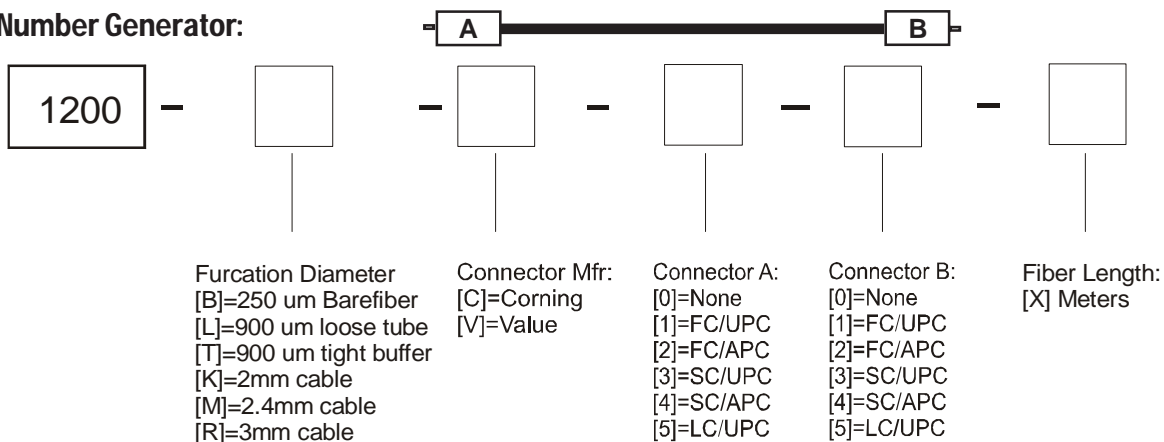 Number Generator:
A
B
1200 - - - - -
Furcation Diameter
[B]=250 um Barefiber
[L]=900 um loose tube
[T]=900 um tight buffer
[K]=2mm cable
[M]=2.4mm cable
[R]=3mm cable
Connector Mfr:
[C]=Corning
[V]=Value
Connector A:
[0]=None
[1]=FC/UPC
[2]=FC/APC
[3]=SC/UPC
[4]=SC/APC
[5]=LC/UPC
Connector B:
[0]=None
[1]=FC/UPC
[2]=FC/APC
[3]=SC/UPC
[4]=SC/APC
[5]=LC/UPC
Fiber Length:
[X] Meters